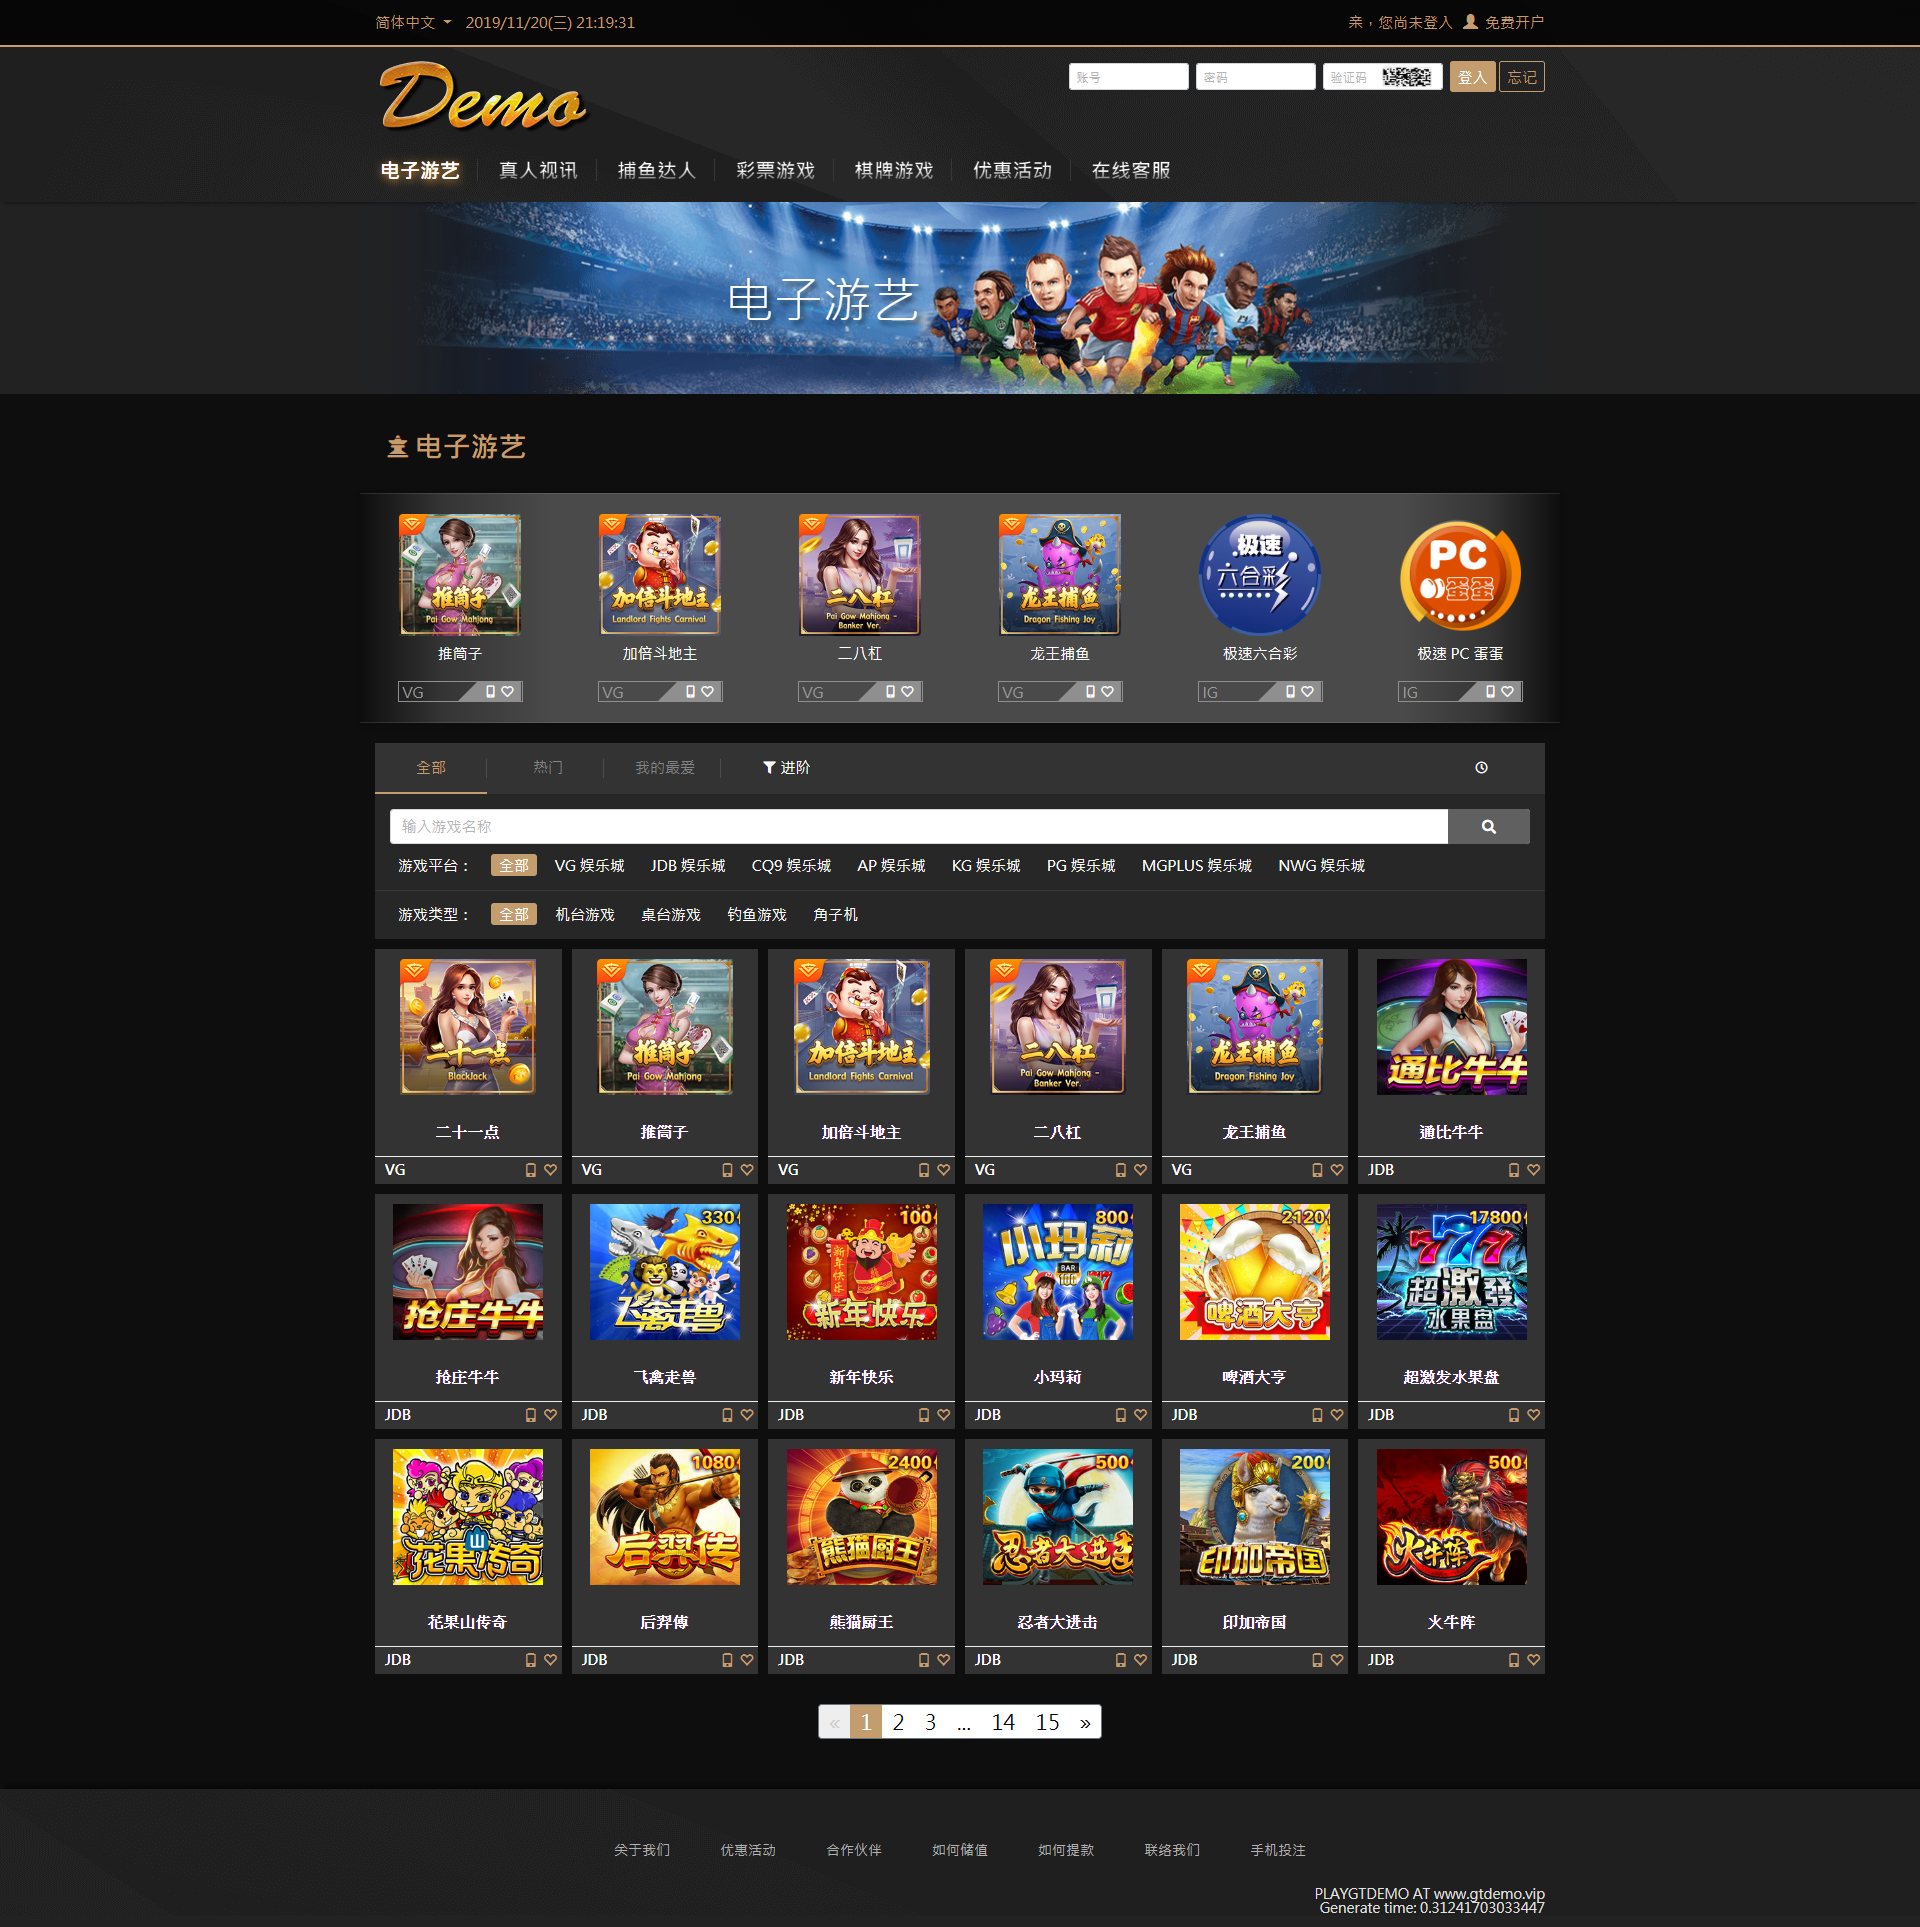 简体中文 2019/11/20(三) 21:19:31 亲，您尚未登入 免费开户
Demo
账号 密码 验证码 登入 忘记
电子游艺 真人视讯 捕鱼达人 彩票游戏 棋牌游戏 优惠活动 在线客服
电子游艺
电子游艺
推筒子 加倍斗地主 二八杠 龙王捕鱼 极速 PC
Pai Gow Mahjong Landlord Fights Carnival Pai Gow Mahjong - Banker Ver. Dragon Fishing Joy 六合彩 蛋蛋
推筒子 加倍斗地主 二八杠 龙王捕鱼 极速六合彩 极速 PC 蛋蛋
VG VG VG VG IG IG
全部 热门 我的最爱 进阶
输入游戏名称
游戏平台： 全部 VG 娱乐城 JDB 娱乐城 CQ9 娱乐城 AP 娱乐城 KG 娱乐城 PG 娱乐城 MGPLUS 娱乐城 NWG 娱乐城
游戏类型： 全部 机台游戏 桌台游戏 钓鱼游戏 角子机
二十一点 推筒子 加倍斗地主 二八杠 龙王捕鱼 通比牛牛
BlackJack Pai Gow Mahjong Landlord Fights Carnival Pai Gow Mahjong - Banker Ver. Dragon Fishing Joy
二十一点 推筒子 加倍斗地主 二八杠 龙王捕鱼 通比牛牛
VG VG VG VG VG JDB
330 100 800 2120 17800
新年快乐 BAR 100 777
抢庄牛牛 飞禽走兽 新年快乐 小玛莉 啤酒大亨 超激發水果盘
抢庄牛牛 飞禽走兽 新年快乐 小玛莉 啤酒大亨 超激发水果盘
JDB JDB JDB JDB JDB JDB
1080 2400 500 200 500
花果山传奇 后羿传 熊猫厨王 忍者大进击 印加帝国 火牛阵
花果山传奇 后羿傳 熊猫厨王 忍者大进击 印加帝国 火牛阵
JDB JDB JDB JDB JDB JDB
« 1 2 3 ... 14 15 »
关于我们 优惠活动 合作伙伴 如何储值 如何提款 联络我们 手机投注
PLAYGTDEMO AT www.gtdemo.vip
Generate time: 0.31241703033447